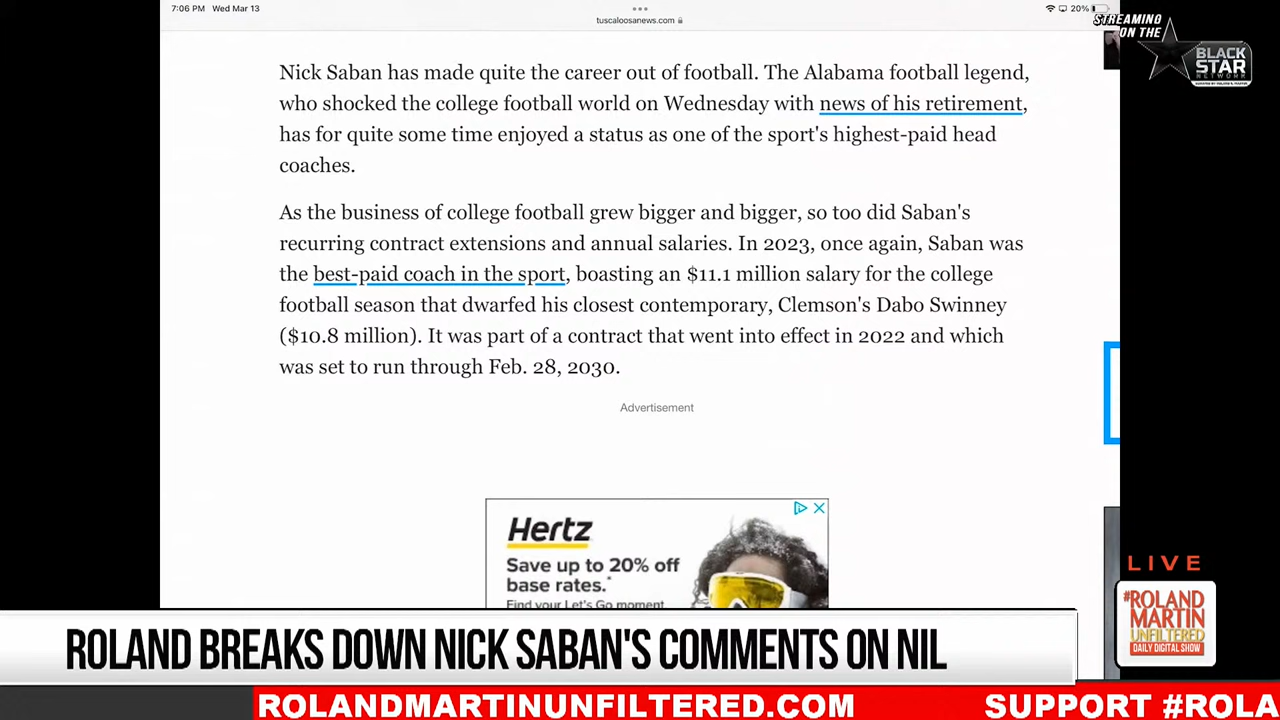 7:06 PM Wed Mar 13
tuscaloosanews.com
20%
STREAMING
ON THE
BLACK
STAR
NETWORK
Nick Saban has made quite the career out of football. The Alabama football legend,
who shocked the college football world on Wednesday with news of his retirement,
has for quite some time enjoyed a status as one of the sport's highest-paid head
coaches.
As the business of college football grew bigger and bigger, so too did Saban's
recurring contract extensions and annual salaries. In 2023, once again, Saban was
the best-paid coach in the sport, boasting an $11.1 million salary for the college
football season that dwarfed his closest contemporary, Clemson's Dabo Swinney
($10.8 million). It was part of a contract that went into effect in 2022 and which
was set to run through Feb. 28, 2030.
Advertisement
Hertz
Save up to 20% off
base rates.*
Find your Let's Go moment
LIVE
#ROLAND
MARTIN
UNFILTERED
DAILY DIGITAL SHOW
ROLAND BREAKS DOWN NICK SABAN'S COMMENTS ON NIL
ROLANDMARTINUNFILTERED.COM
SUPPORT #ROLA